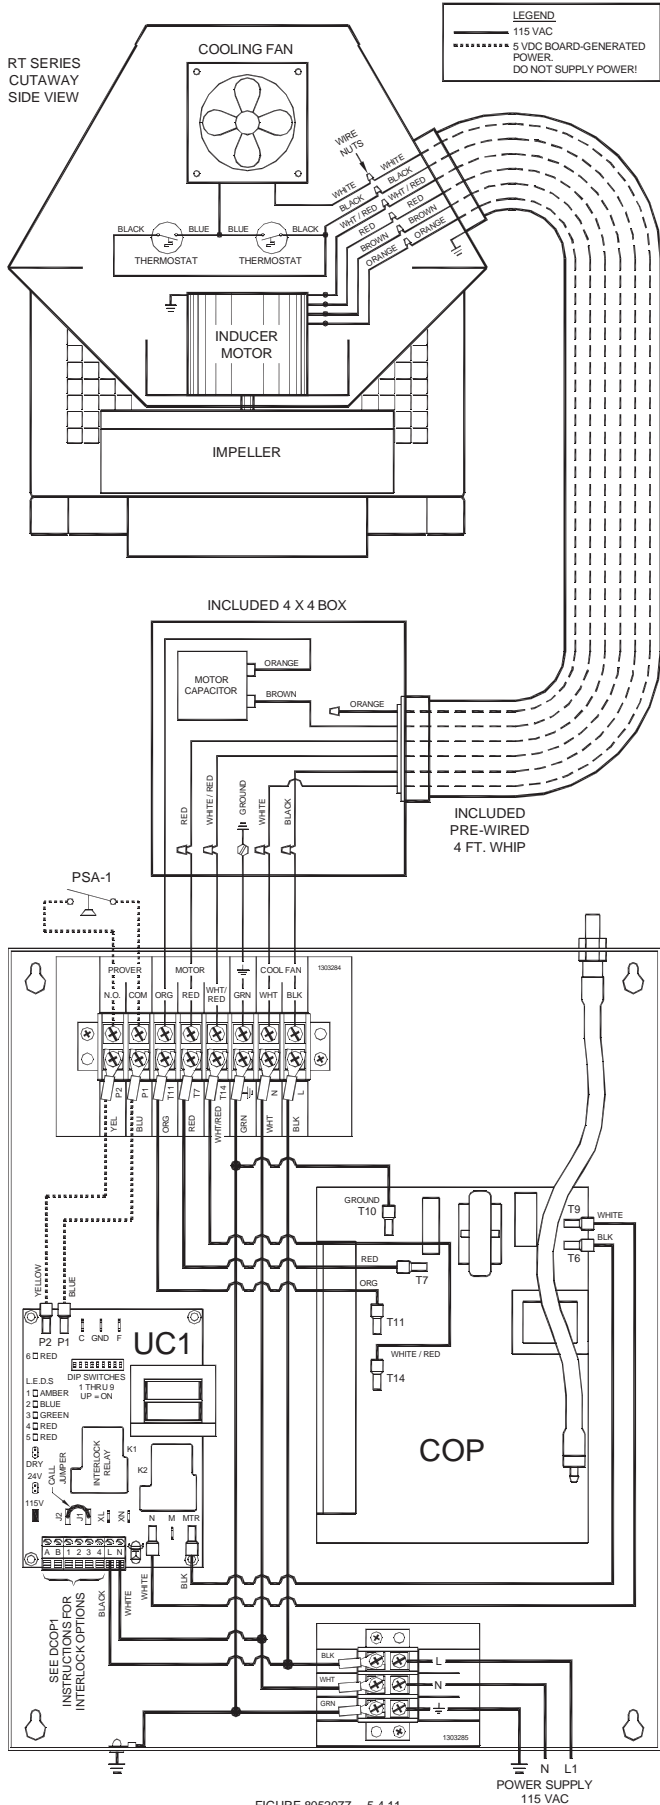 LEGEND
115 VAC
5 VDC BOARD-GENERATED
POWER.
DO NOT SUPPLY POWER!
RT SERIES
CUTAWAY
SIDE VIEW
COOLING FAN
WIRE
NUTS
WHITE
WHITE
BLACK
BLACK
WHT / RED
WHT / RED
RED
RED
BROWN
BROWN
ORANGE
ORANGE
BLACK
BLUE
BLUE
BLACK
THERMOSTAT
THERMOSTAT
INDUCER
MOTOR
IMPELLER
INCLUDED 4 X 4 BOX
MOTOR
CAPACITOR
ORANGE
BROWN
ORANGE
RED
WHITE / RED
GROUND
WHITE
BLACK
INCLUDED
PRE-WIRED
4 FT. WHIP
PSA-1
PROVER
MOTOR
COOL FAN
1303284
N.O.
COM
ORG
RED
WHT/
RED
GRN
WHT
BLK
P2
P1
T11
T7
T14
N
L
YEL
BLU
ORG
RED
WHT/RED
GRN
WHT
BLK
GROUND
T10
T9
WHITE
T6
BLK
RED
T7
ORG
T11
WHITE / RED
T14
COP
YELLOW
BLUE
P2
P1
C
GND
F
UC1
6 RED
DIP SWITCHES
1 THRU 9
UP = ON
L.E.D.S
1 AMBER
2 BLUE
3 GREEN
4 RED
5 RED
DRY
24V
115V
CALL
JUMPER
INTERLOCK
RELAY
K1
K2
J2
J1
XL
XN
N
M
MTR
A
B
1
2
3
4
L
N
WHITE
BLK
BLACK
WHITE
SEE DCOP1
INSTRUCTIONS FOR
INTERLOCK OPTIONS
BLK
L
WHT
N
GRN
1303285
N
L1
POWER SUPPLY
115 VAC
FIGURE 8052077 5-4-11